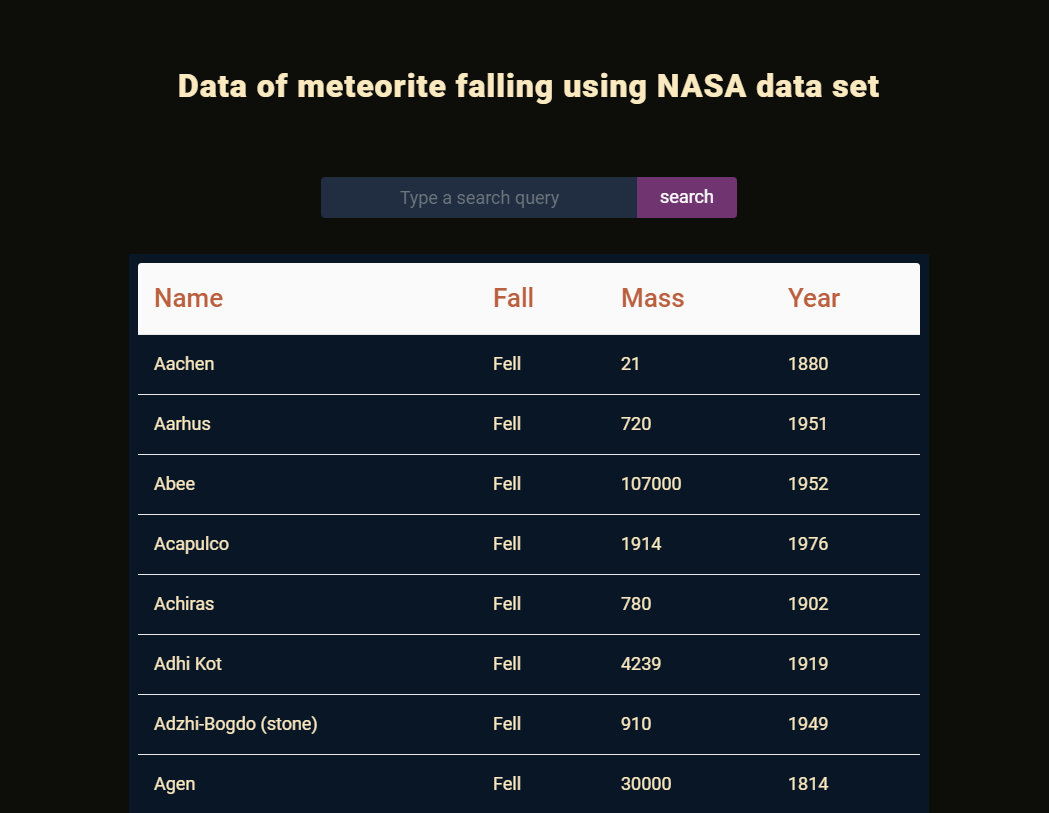 Data of meteorite falling using NASA data set
Type a search query search
Name Fall Mass Year
Aachen Fell 21 1880
Aarhus Fell 720 1951
Abee Fell 107000 1952
Acapulco Fell 1914 1976
Achiras Fell 780 1902
Adhi Kot Fell 4239 1919
Adzhi-Bogdo (stone) Fell 910 1949
Agen Fell 30000 1814